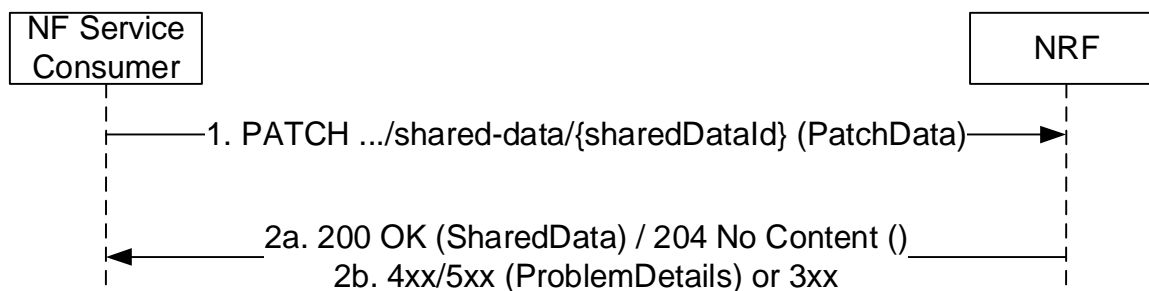 NF Service
Consumer
NRF
1. PATCH .../shared-data/{sharedDataId} (PatchData)
2a. 200 OK (SharedData) / 204 No Content ()
2b. 4xx/5xx (ProblemDetails) or 3xx